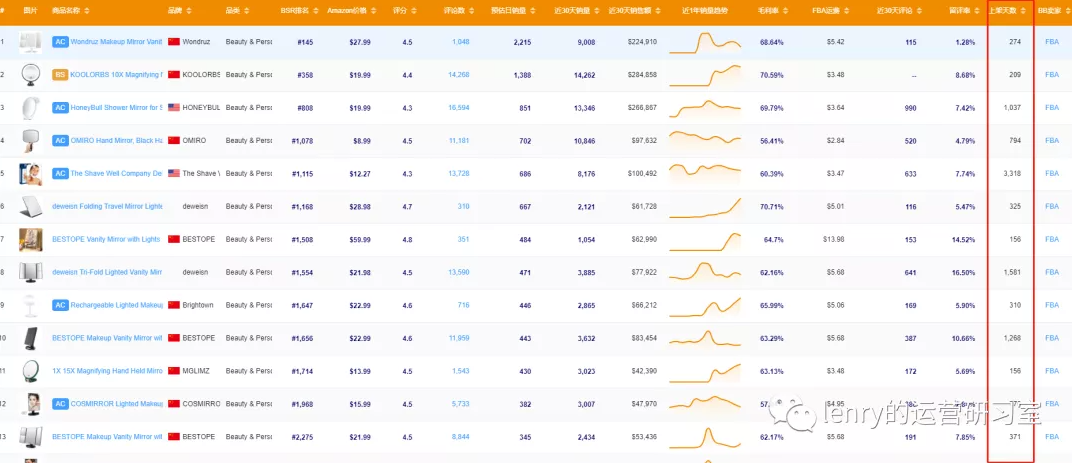 # 图片 商品名称 品牌 品类 BSR排名 Amazon价格 评分 评论数 预估日销量 近30天销量 近30天销售额 近1年销量趋势 毛利率 FBA运费 近30天评论 留评率 上架天数 BB卖家
1 AC Wondruz Makeup Mirror Vanit Wondruz Beauty & Pers #145 $27.99 4.5 1,048 2,215 9,008 $224,910 68.64% $5.42 115 1.28% 274 FBA
2 BS KOOLORBS 10X Magnifying M KOOLORBS Beauty & Pers #358 $19.99 4.4 14,268 1,388 14,262 $284,858 70.59% $3.48 -- 8.68% 209 FBA
3 AC HoneyBull Shower Mirror for S HONEYBUL Beauty & Pers #808 $19.99 4.3 16,594 851 13,346 $266,867 69.79% $3.64 990 7.42% 1,037 FBA
4 AC OMIRO Hand Mirror, Black Ha OMIRO Beauty & Pers #1,078 $8.99 4.5 11,181 702 10,846 $97,632 56.41% $2.84 520 4.79% 794 FBA
5 AC The Shave Well Company De The Shave \ Beauty & Pers #1,115 $12.27 4.3 13,728 686 8,176 $100,492 60.39% $3.47 633 7.74% 3,318 FBA
6 deweisn Folding Travel Mirror Lighte deweisn Beauty & Pers #1,168 $28.98 4.7 318 667 2,121 $61,728 70.71% $5.01 116 5.47% 325 FBA
7 BESTOPE Vanity Mirror with Lights BESTOPE Beauty & Pers #1,508 $59.99 4.8 351 484 1,054 $62,990 64.7% $13.98 153 14.52% 156 FBA
8 deweisn Tri-Fold Lighted Vanity Mirr deweisn Beauty & Pers #1,554 $21.98 4.5 13,590 471 3,885 $77,922 62.16% $5.68 641 16.50% 1,581 FBA
9 AC Rechargeable Lighted Makeu Brightown Beauty & Pers #1,647 $22.99 4.6 716 446 2,865 $66,212 65.99% $5.06 169 5.90% 310 FBA
10 BESTOPE Makeup Vanity Mirror wit BESTOPE Beauty & Pers #1,656 $22.99 4.6 11,959 443 3,632 $83,454 63.29% $5.68 387 10.66% 1,268 FBA
11 1X 15X Magnifying Hand Held Mirro MGLIMZ Beauty & Pers #1,714 $13.99 4.5 1,543 430 3,023 $42,390 63.13% $3.48 172 5.69% 156 FBA
12 AC COSMIRROR Lighted Makeu COSMIRRO Beauty & Pers #1,968 $15.99 4.5 5,733 382 3,007 $47,970 $4.95 FBA
13 BESTOPE Makeup Vanity Mirror wit BESTOPE Beauty & Pers #2,275 $21.99 4.5 8,844 345 2,434 $53,436 62.17% $5.68 191 7.85% 371 FBA
lenry的运营研习室